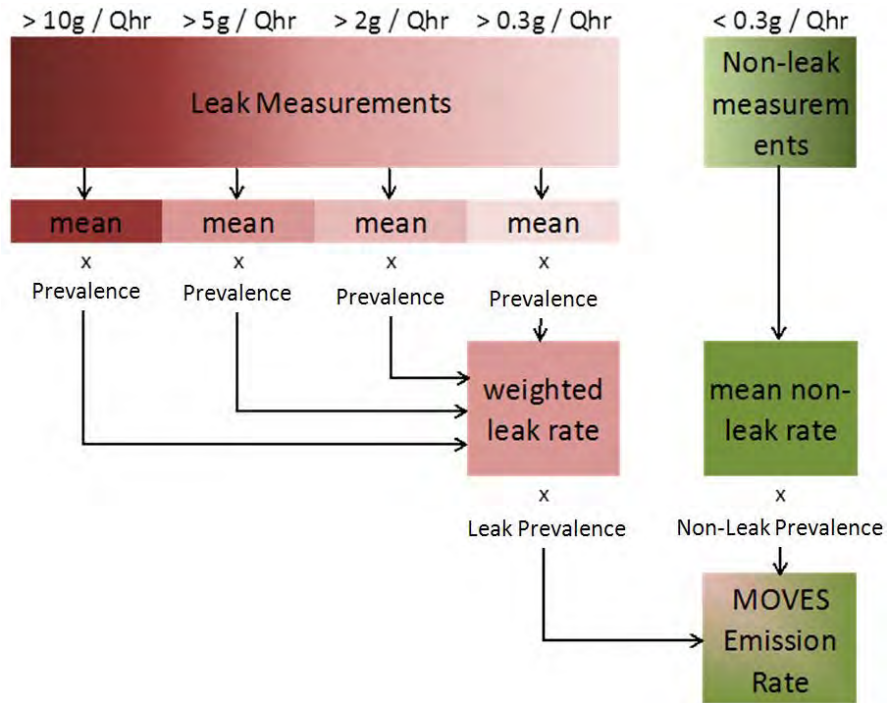 > 10g / Qhr > 5g / Qhr > 2g / Qhr > 0.3g / Qhr < 0.3g / Qhr
Leak Measurements
Non-leak
measurem
ents
mean mean mean mean
x x x x
Prevalence Prevalence Prevalence Prevalence
weighted
leak rate
mean non-
leak rate
x x
Leak Prevalence Non-Leak Prevalence
MOVES
Emission
Rate